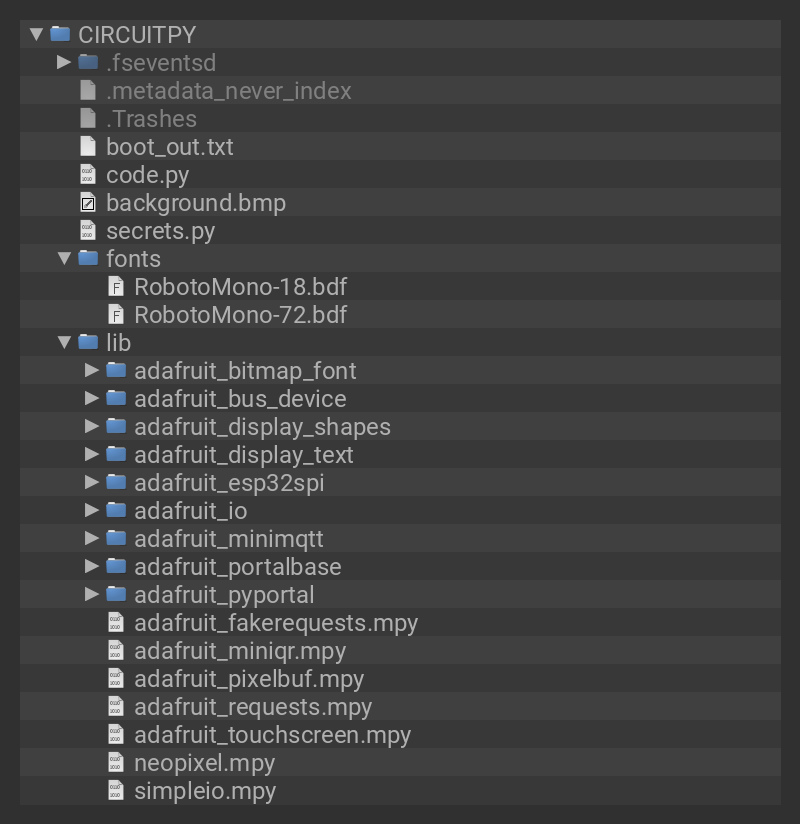 CIRCUITPY
.fseventsd
.metadata_never_index
.Trashes
boot_out.txt
code.py
background.bmp
secrets.py
fonts
RobotoMono-18.bdf
RobotoMono-72.bdf
lib
adafruit_bitmap_font
adafruit_bus_device
adafruit_display_shapes
adafruit_display_text
adafruit_esp32spi
adafruit_io
adafruit_minimqtt
adafruit_portalbase
adafruit_pyportal
adafruit_fakerequests.mpy
adafruit_miniqr.mpy
adafruit_pixelbuf.mpy
adafruit_requests.mpy
adafruit_touchscreen.mpy
neopixel.mpy
simpleio.mpy